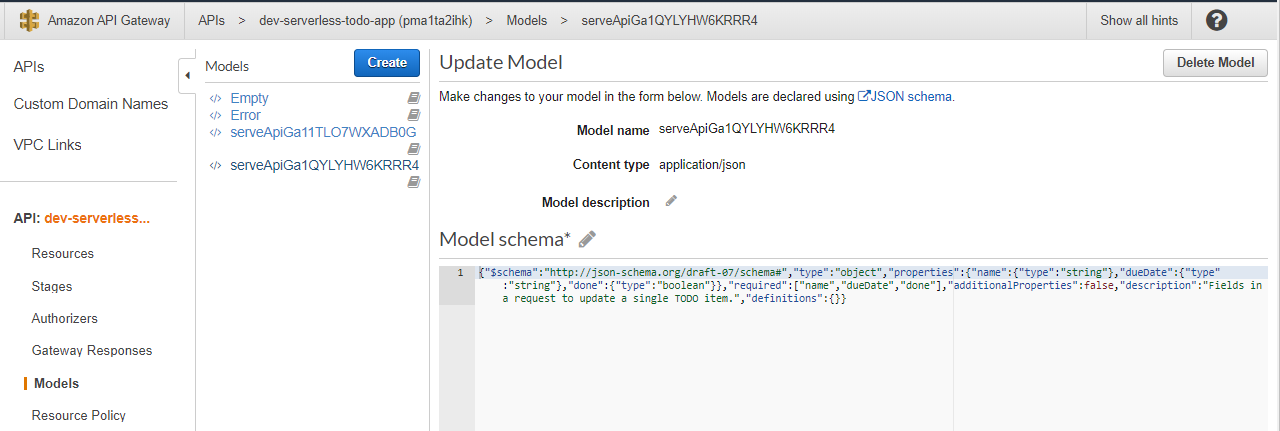 Amazon API Gateway
APIs > dev-serverless-todo-app (pma1ta2ihk) > Models > serveApiGa1QYLYHW6KRRR4
Show all hints
?
APIs
Custom Domain Names
VPC Links
API: dev-serverless...
Resources
Stages
Authorizers
Gateway Responses
Models
Resource Policy
Models
Create
</> Empty
</> Error
</> serveApiGa11TLO7WXADB0G
</> serveApiGa1QYLYHW6KRRR4
Update Model
Delete Model
Make changes to your model in the form below. Models are declared using JSON schema.
Model name serveApiGa1QYLYHW6KRRR4
Content type application/json
Model description
Model schema*
1 {"$schema":"http://json-schema.org/draft-07/schema#","type":"object","properties":{"name":{"type":"string"},"dueDate":{"type"
:"string"},"done":{"type":"boolean"}},"required":["name","dueDate","done"],"additionalProperties":false,"description":"Fields in
a request to update a single TODO item.","definitions":{}}